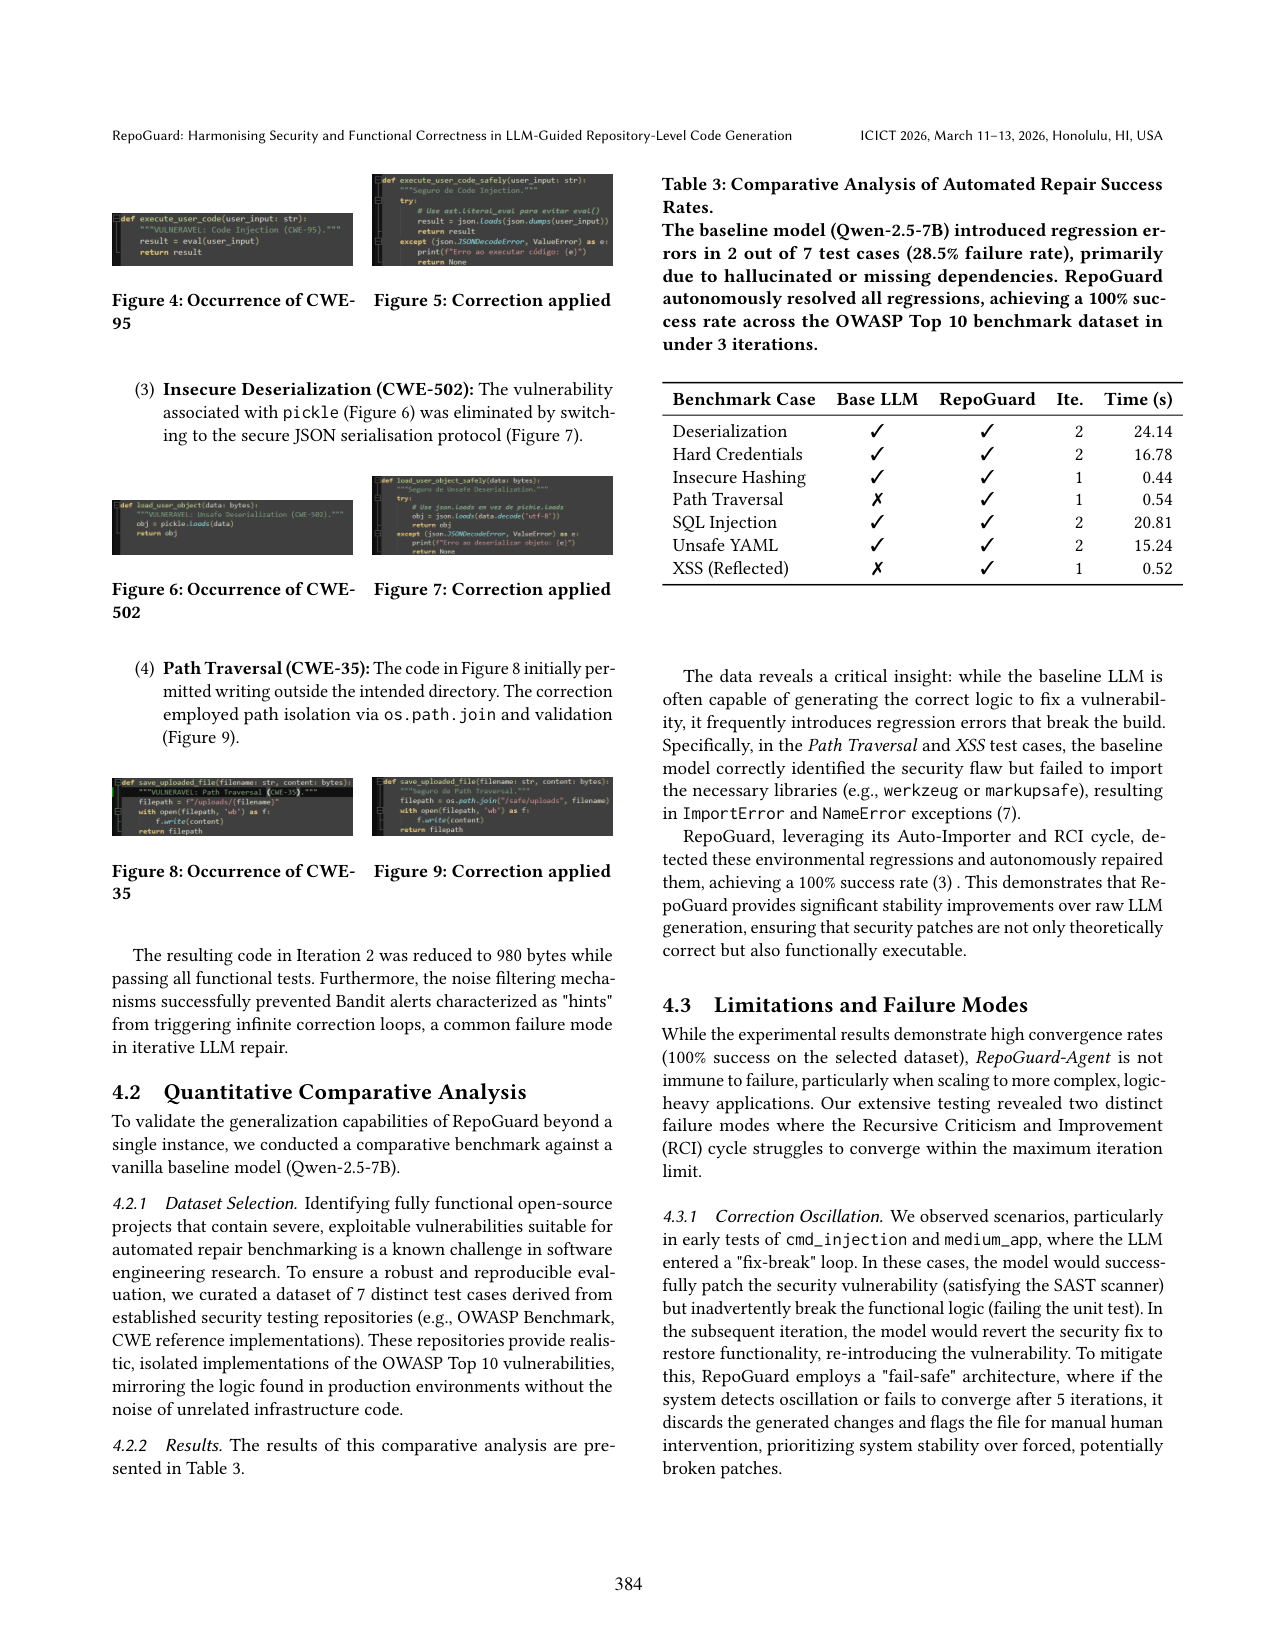 RepoGuard: Harmonising Security and Functional Correctness in LLM-Guided Repository-Level Code Generation
ICICT 2026, March 11–13, 2026, Honolulu, HI, USA
def execute_user_code(user_input: str):
"""VULNERAVEL: Code Injection (CWE-95)."""
result = eval(user_input)
return result
Figure 4: Occurrence of CWE-
95
def execute_user_code_safely(user_input: str):
"""Seguro de Code Injection."""
try:
# Use ast.literal_eval para evitar eval()
result = json.loads(json.dumps(user_input))
return result
except (json.JSONDecodeError, ValueError) as e:
print(f"Erro ao executar código: {e}")
return None
Figure 5: Correction applied
(3) Insecure Deserialization (CWE-502): The vulnerability
associated with pickle (Figure 6) was eliminated by switch-
ing to the secure JSON serialisation protocol (Figure 7).
def load_user_object(data: bytes):
"""VULNERAVEL: Unsafe Deserialization (CWE-502)."""
obj = pickle.loads(data)
return obj
Figure 6: Occurrence of CWE-
502
def load_user_object_safely(data: bytes):
"""Seguro de Unsafe Deserialization."""
try:
# Use json.loads em vez de pickle.loads
obj = json.loads(data.decode('utf-8'))
return obj
except (json.JSONDecodeError, ValueError) as e:
print(f"Erro ao deserializar objeto: {e}")
return None
Figure 7: Correction applied
(4) Path Traversal (CWE-35): The code in Figure 8 initially per-
mitted writing outside the intended directory. The correction
employed path isolation via os.path.join and validation
(Figure 9).
def save_uploaded_file(filename: str, content: bytes):
"""VULNERAVEL: Path Traversal (CWE-35)."""
filepath = f"/uploads/{filename}"
with open(filepath, 'wb') as f:
f.write(content)
return filepath
Figure 8: Occurrence of CWE-
35
def save_uploaded_file(filename: str, content: bytes):
"""Seguro de Path Traversal."""
filepath = os.path.join("/safe/uploads", filename)
with open(filepath, 'wb') as f:
f.write(content)
return filepath
Figure 9: Correction applied
The resulting code in Iteration 2 was reduced to 980 bytes while
passing all functional tests. Furthermore, the noise filtering mecha-
nisms successfully prevented Bandit alerts characterized as "hints"
from triggering infinite correction loops, a common failure mode
in iterative LLM repair.
4.2 Quantitative Comparative Analysis
To validate the generalization capabilities of RepoGuard beyond a
single instance, we conducted a comparative benchmark against a
vanilla baseline model (Qwen-2.5-7B).
4.2.1 Dataset Selection. Identifying fully functional open-source
projects that contain severe, exploitable vulnerabilities suitable for
automated repair benchmarking is a known challenge in software
engineering research. To ensure a robust and reproducible eval-
uation, we curated a dataset of 7 distinct test cases derived from
established security testing repositories (e.g., OWASP Benchmark,
CWE reference implementations). These repositories provide realis-
tic, isolated implementations of the OWASP Top 10 vulnerabilities,
mirroring the logic found in production environments without the
noise of unrelated infrastructure code.
4.2.2 Results. The results of this comparative analysis are pre-
sented in Table 3.
Table 3: Comparative Analysis of Automated Repair Success
Rates.
The baseline model (Qwen-2.5-7B) introduced regression er-
rors in 2 out of 7 test cases (28.5% failure rate), primarily
due to hallucinated or missing dependencies. RepoGuard
autonomously resolved all regressions, achieving a 100% suc-
cess rate across the OWASP Top 10 benchmark dataset in
under 3 iterations.
Benchmark Case Base LLM RepoGuard Ite. Time (s)
Deserialization ✓ ✓ 2 24.14
Hard Credentials ✓ ✓ 2 16.78
Insecure Hashing ✓ ✓ 1 0.44
Path Traversal ✗ ✓ 1 0.54
SQL Injection ✓ ✓ 2 20.81
Unsafe YAML ✓ ✓ 2 15.24
XSS (Reflected) ✗ ✓ 1 0.52
The data reveals a critical insight: while the baseline LLM is
often capable of generating the correct logic to fix a vulnerabil-
ity, it frequently introduces regression errors that break the build.
Specifically, in the Path Traversal and XSS test cases, the baseline
model correctly identified the security flaw but failed to import
the necessary libraries (e.g., werkzeug or markupsafe), resulting
in ImportError and NameError exceptions (7).
RepoGuard, leveraging its Auto-Importer and RCI cycle, de-
tected these environmental regressions and autonomously repaired
them, achieving a 100% success rate (3) . This demonstrates that Re-
poGuard provides significant stability improvements over raw LLM
generation, ensuring that security patches are not only theoretically
correct but also functionally executable.
4.3 Limitations and Failure Modes
While the experimental results demonstrate high convergence rates
(100% success on the selected dataset), RepoGuard-Agent is not
immune to failure, particularly when scaling to more complex, logic-
heavy applications. Our extensive testing revealed two distinct
failure modes where the Recursive Criticism and Improvement
(RCI) cycle struggles to converge within the maximum iteration
limit.
4.3.1 Correction Oscillation. We observed scenarios, particularly
in early tests of cmd_injection and medium_app, where the LLM
entered a "fix-break" loop. In these cases, the model would success-
fully patch the security vulnerability (satisfying the SAST scanner)
but inadvertently break the functional logic (failing the unit test). In
the subsequent iteration, the model would revert the security fix to
restore functionality, re-introducing the vulnerability. To mitigate
this, RepoGuard employs a "fail-safe" architecture, where if the
system detects oscillation or fails to converge after 5 iterations, it
discards the generated changes and flags the file for manual human
intervention, prioritizing system stability over forced, potentially
broken patches.
384